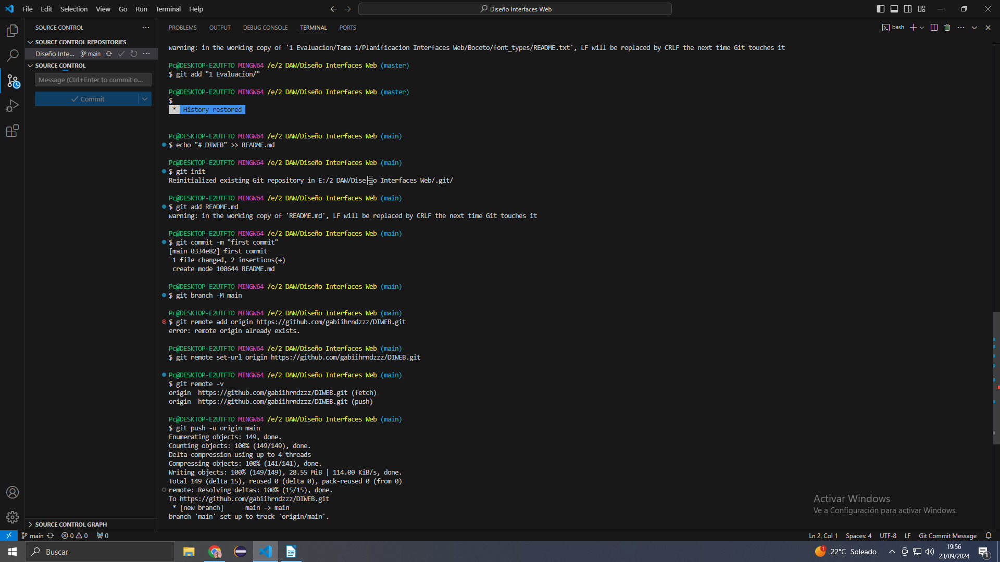 File Edit Selection View Go Run Terminal Help
Diseño Interfaces Web
SOURCE CONTROL
SOURCE CONTROL REPOSITORIES
Diseño Inte... main
SOURCE CONTROL
Message (Ctrl+Enter to commit o...
Commit
SOURCE CONTROL GRAPH
PROBLEMS OUTPUT DEBUG CONSOLE TERMINAL PORTS
bash
warning: in the working copy of '1 Evaluacion/Tema 1/Planificacion Interfaces Web/Boceto/font_types/README.txt', LF will be replaced by CRLF the next time Git touches it
Pc@DESKTOP-E2UTFTO MINGW64 /e/2 DAW/Diseño Interfaces Web (master)
$ git add "1 Evaluacion/"
Pc@DESKTOP-E2UTFTO MINGW64 /e/2 DAW/Diseño Interfaces Web (master)
$
* History restored
Pc@DESKTOP-E2UTFTO MINGW64 /e/2 DAW/Diseño Interfaces Web (main)
$ echo "# DIWEB" >> README.md
Pc@DESKTOP-E2UTFTO MINGW64 /e/2 DAW/Diseño Interfaces Web (main)
$ git init
Reinitialized existing Git repository in E:/2 DAW/Dise├▒o Interfaces Web/.git/
Pc@DESKTOP-E2UTFTO MINGW64 /e/2 DAW/Diseño Interfaces Web (main)
$ git add README.md
warning: in the working copy of 'README.md', LF will be replaced by CRLF the next time Git touches it
Pc@DESKTOP-E2UTFTO MINGW64 /e/2 DAW/Diseño Interfaces Web (main)
$ git commit -m "first commit"
[main 0334e82] first commit
1 file changed, 2 insertions(+)
create mode 100644 README.md
Pc@DESKTOP-E2UTFTO MINGW64 /e/2 DAW/Diseño Interfaces Web (main)
$ git branch -M main
Pc@DESKTOP-E2UTFTO MINGW64 /e/2 DAW/Diseño Interfaces Web (main)
$ git remote add origin https://github.com/gabiihrndzzz/DIWEB.git
error: remote origin already exists.
Pc@DESKTOP-E2UTFTO MINGW64 /e/2 DAW/Diseño Interfaces Web (main)
$ git remote set-url origin https://github.com/gabiihrndzzz/DIWEB.git
Pc@DESKTOP-E2UTFTO MINGW64 /e/2 DAW/Diseño Interfaces Web (main)
$ git remote -v
origin https://github.com/gabiihrndzzz/DIWEB.git (fetch)
origin https://github.com/gabiihrndzzz/DIWEB.git (push)
Pc@DESKTOP-E2UTFTO MINGW64 /e/2 DAW/Diseño Interfaces Web (main)
$ git push -u origin main
Enumerating objects: 149, done.
Counting objects: 100% (149/149), done.
Delta compression using up to 4 threads
Compressing objects: 100% (141/141), done.
Writing objects: 100% (149/149), 28.55 MiB | 114.00 KiB/s, done.
Total 149 (delta 15), reused 0 (delta 0), pack-reused 0 (from 0)
remote: Resolving deltas: 100% (15/15), done.
To https://github.com/gabiihrndzzz/DIWEB.git
* [new branch] main -> main
branch 'main' set up to track 'origin/main'.
Activar Windows
Ve a Configuración para activar Windows.
main 0 0 0
Ln 2, Col 1 Spaces: 4 UTF-8 LF Git Commit Message
Buscar
1 22°C Soleado
19:56
23/09/2024
1